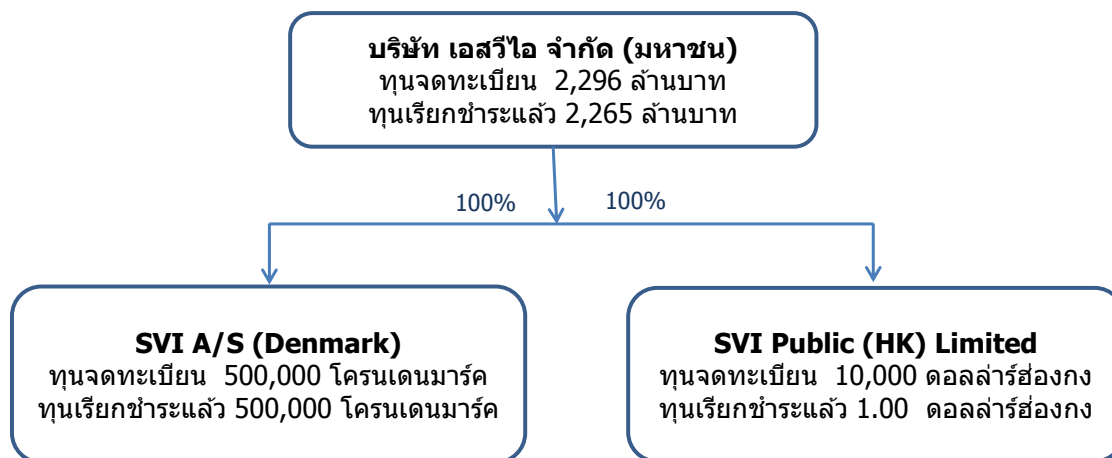 บริษัท เอสวีไอ จำกัด (มหาชน)
ทุนจดทะเบียน 2,296 ล้านบาท
ทุนเรียกชำระแล้ว 2,265 ล้านบาท
100% 100%
SVI A/S (Denmark)
ทุนจดทะเบียน 500,000 โครนเดนมาร์ค
ทุนเรียกชำระแล้ว 500,000 โครนเดนมาร์ค
SVI Public (HK) Limited
ทุนจดทะเบียน 10,000 ดอลล่าร์ฮ่องกง
ทุนเรียกชำระแล้ว 1.00 ดอลล่าร์ฮ่องกง